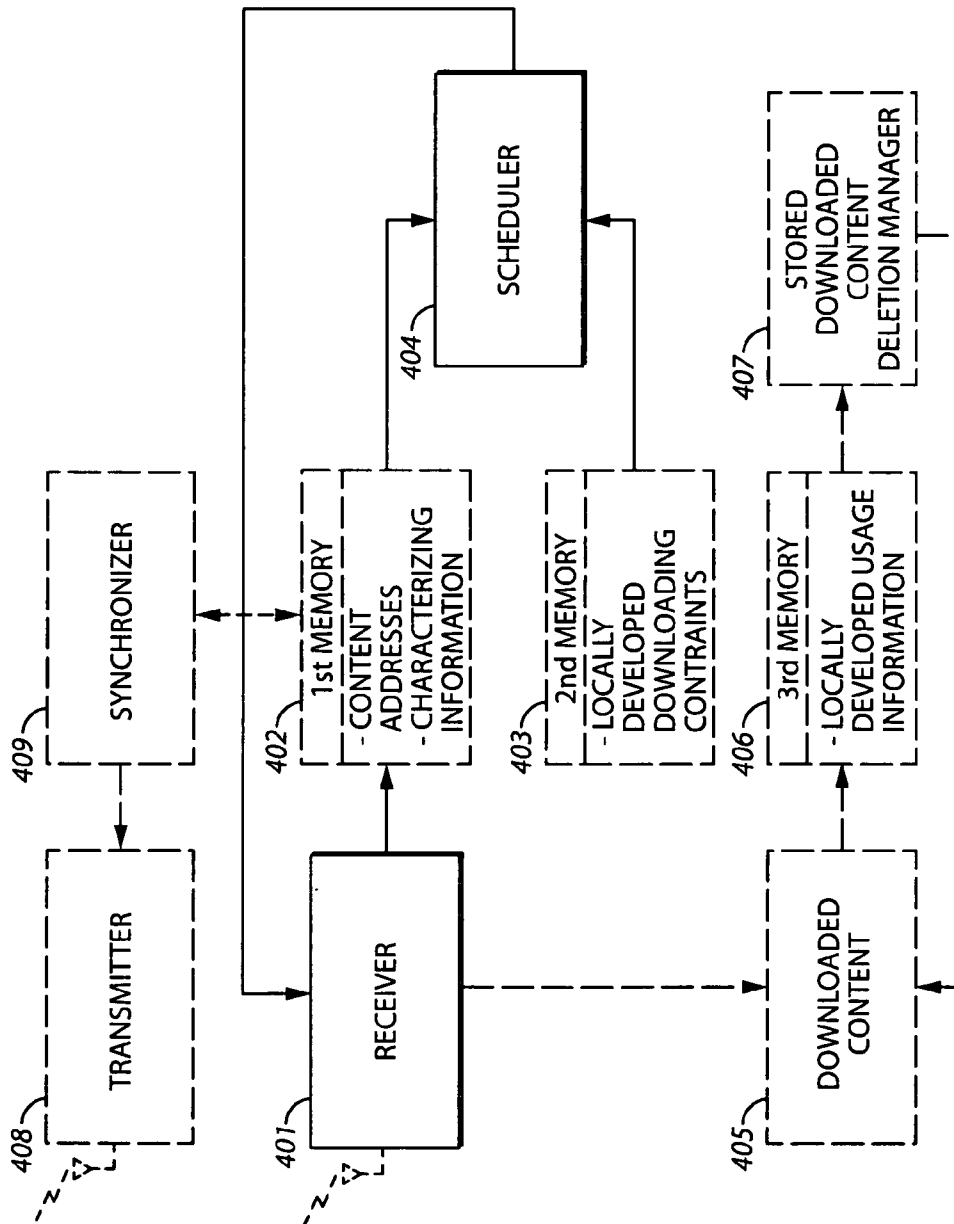 408
TRANSMITTER
409
SYNCHRONIZER
401
RECEIVER
402
1st MEMORY
- CONTENT
ADDRESSES
- CHARACTERIZING
INFORMATION
404
SCHEDULER
403
2nd MEMORY
- LOCALLY
DEVELOPED
DOWNLOADING
CONTRAINTS
405
DOWNLOADED
CONTENT
406
3rd MEMORY
- LOCALLY
DEVELOPED USAGE
INFORMATION
407
STORED
DOWNLOADED
CONTENT
DELETION MANAGER